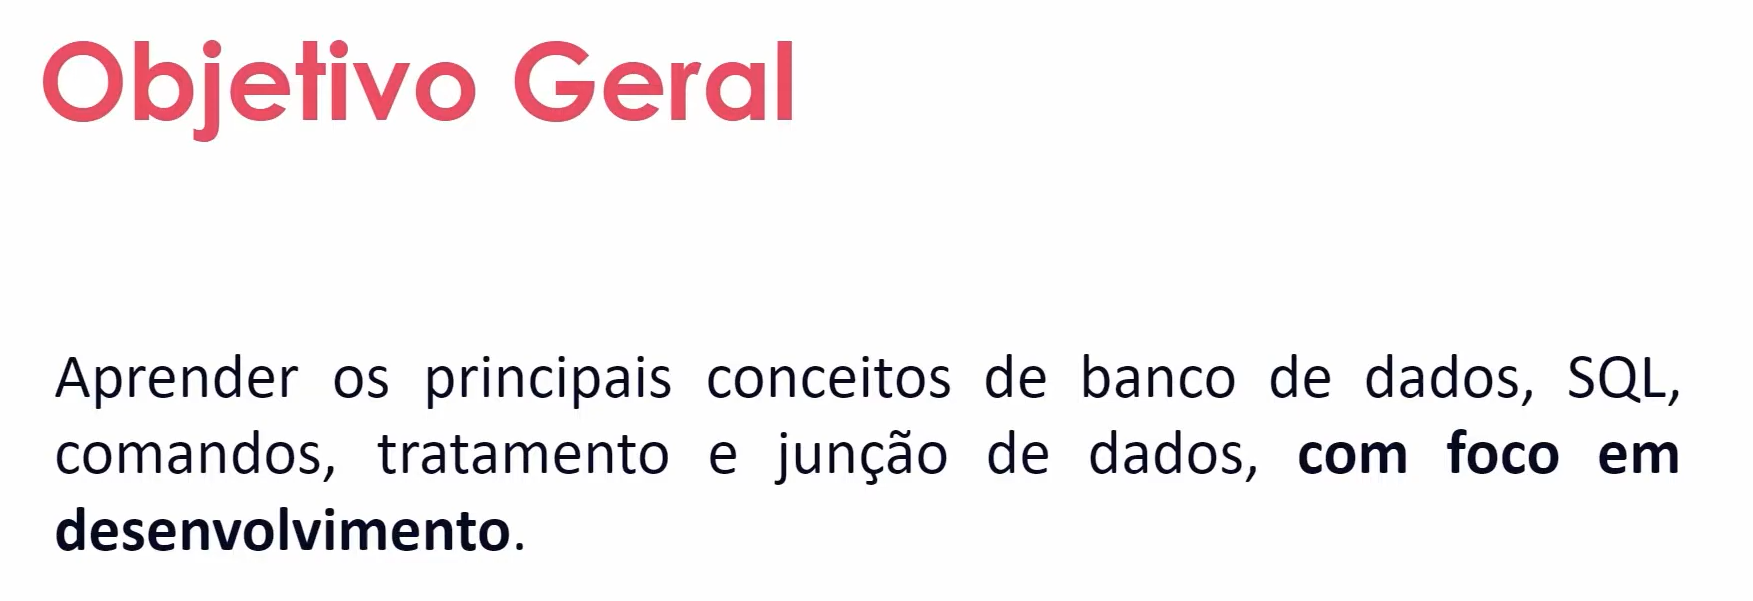 Objetivo Geral
Aprender os principais conceitos de banco de dados, SQL,
comandos, tratamento e junção de dados, com foco em
desenvolvimento.